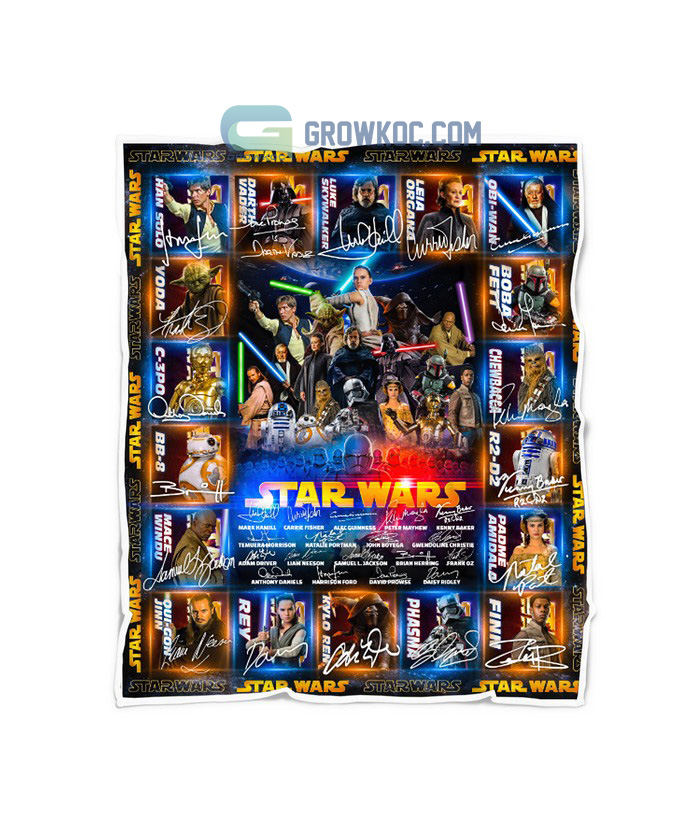 GROWKOC.COM
STAR WARS STAR WARS STAR WARS STAR WARS
STAR WARS
STAR WARS
HAN SOLO
DARTH VADER
LUKE SKYWALKER
LEIA ORGANA
OBI-WAN
YODA
BOBA FETT
C-3PO
CHEWBACCA
BB-8
R2-D2
MACE WINDU
PADME AMIDALA
STAR WARS
MARK HAMILL CARRIE FISHER ALEC GUINNESS PETER MAYHEW KENNY BAKER
TEMUERA MORRISON NATALIE PORTMAN JOHN BOYEGA GWENDOLINE CHRISTIE
ADAM DRIVER LIAM NEESON SAMUEL L. JACKSON BRIAN HERRING FRANK OZ
ANTHONY DANIELS HARRISON FORD DAVID PROWSE DAISY RIDLEY
QUI-GON JINN
REY
KYLO REN
PHASMA
FINN
STAR WARS STAR WARS STAR WARS STAR WARS